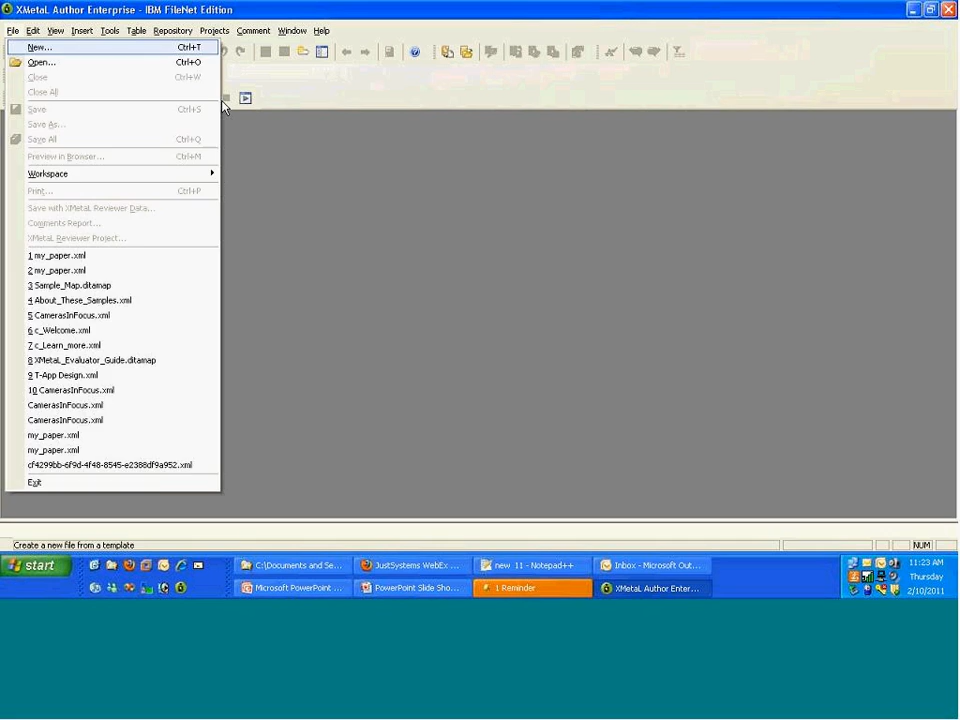 XMetaL Author Enterprise - IBM FileNet Edition
File Edit View Insert Tools Table Repository Projects Comment Window Help
New... Ctrl+T
Open... Ctrl+O
Close Ctrl+W
Close All
Save Ctrl+S
Save As...
Save All Ctrl+Q
Preview in Browser... Ctrl+M
Workspace
Print... Ctrl+P
Save with XMetaL Reviewer Data...
Comments Report...
XMetaL Reviewer Project...
1 my_paper.xml
2 my_paper.xml
3 Sample_Map.ditamap
4 About_These_Samples.xml
5 CamerasInFocus.xml
6 c_Welcome.xml
7 c_Learn_more.xml
8 XMetaL_Evaluator_Guide.ditamap
9 T-App Design.xml
10 CamerasInFocus.xml
CamerasInFocus.xml
CamerasInFocus.xml
my_paper.xml
my_paper.xml
cf4299bb-6f9d-4f48-8545-e2388df9a952.xml
Exit
Create a new file from a template NUM
start C:\Documents and Se... JustSystems WebEx ... new 11 - Notepad++ Inbox - Microsoft Out... 11:23 AM
Thursday
Microsoft PowerPoint ... PowerPoint Slide Sho... 1 Reminder XMetaL Author Enter... 2/10/2011